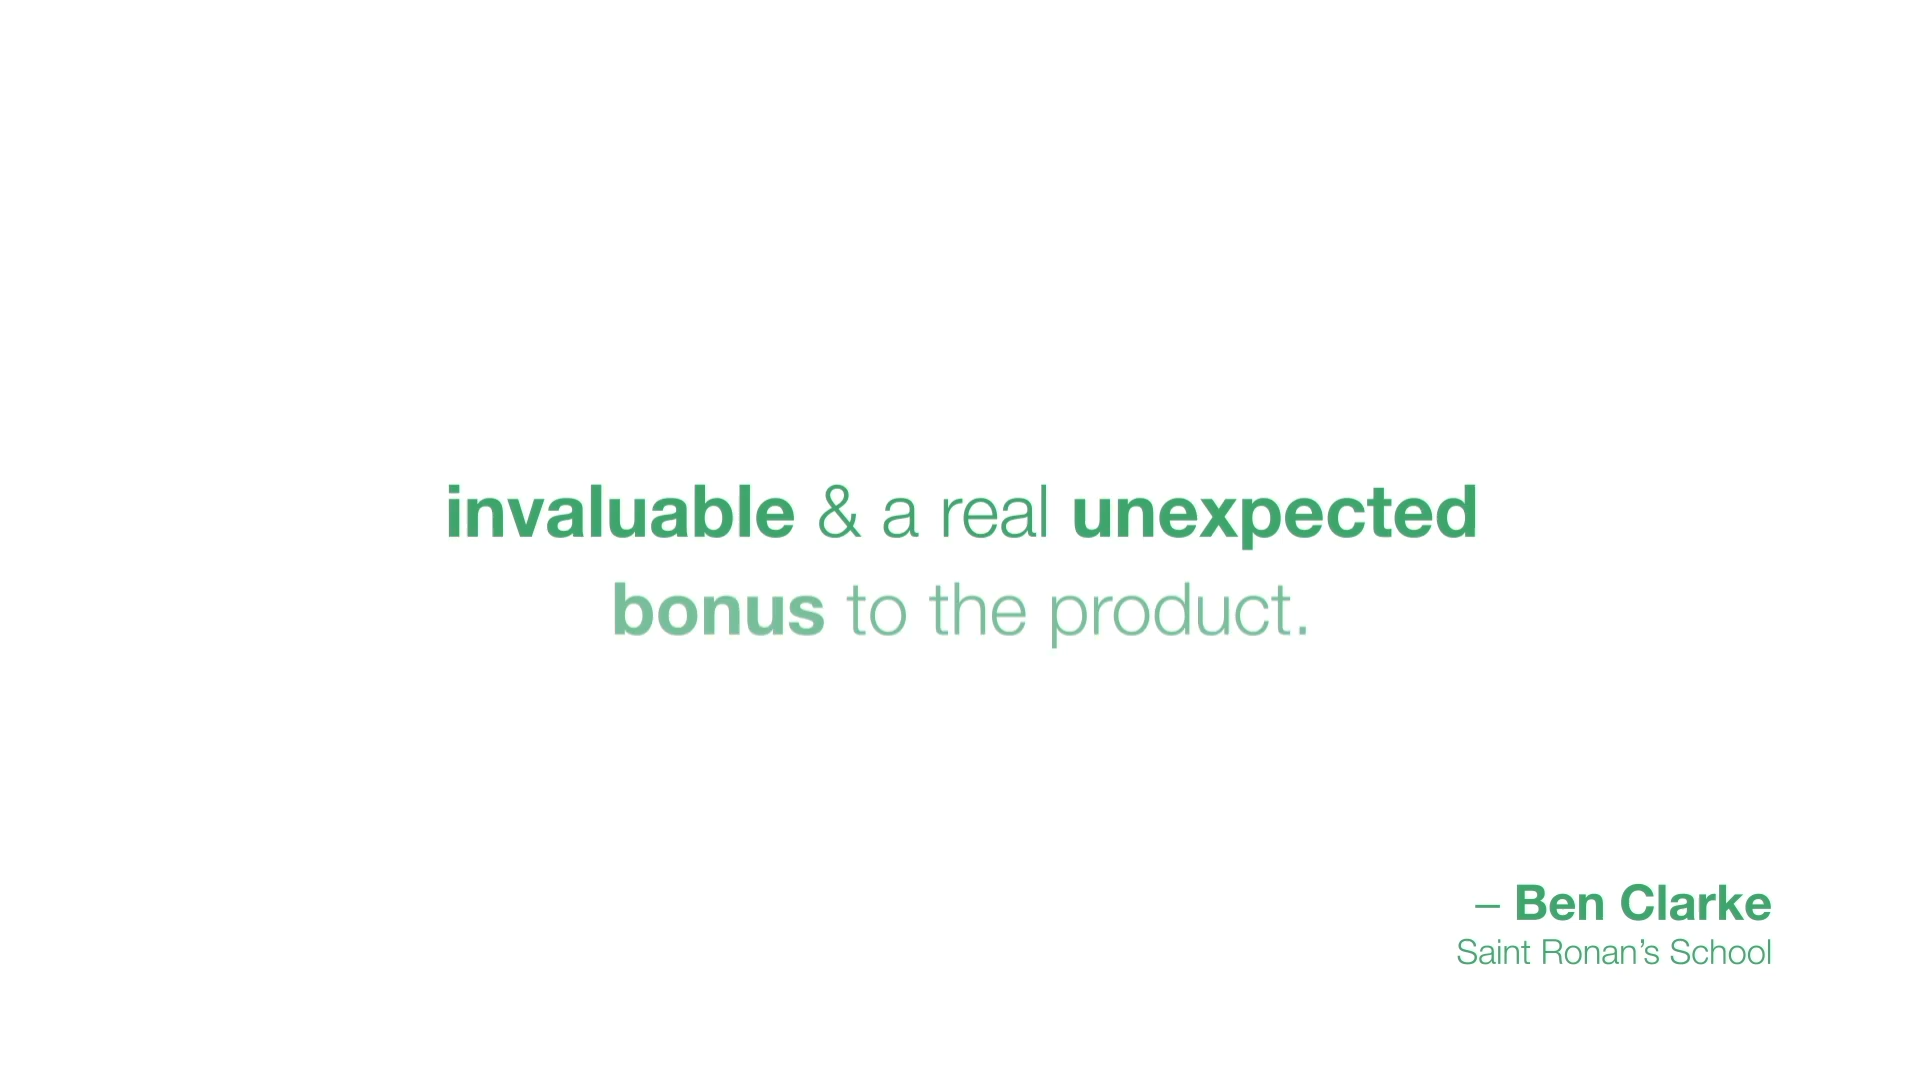 invaluable & a real unexpected
bonus to the product.
– Ben Clarke
Saint Ronan’s School